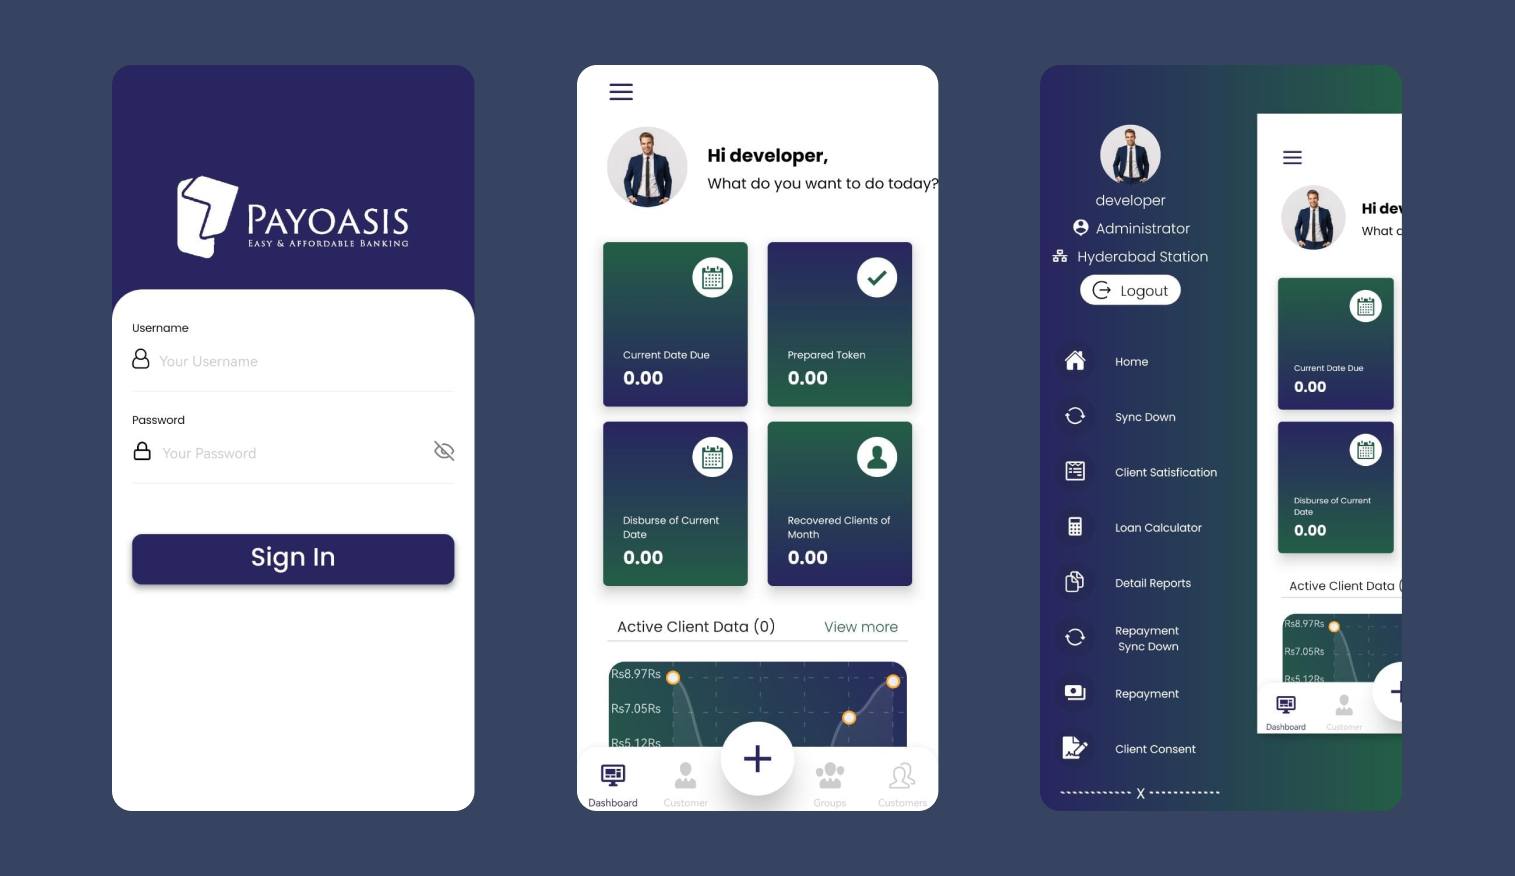 PAYOASIS
EASY & AFFORDABLE BANKING
Username
Your Username
Password
Your Password
Sign In
Hi developer,
What do you want to do today?
Current Date Due
0.00
Prepared Token
0.00
Disburse of Current
Date
0.00
Recovered Clients of
Month
0.00
Active Client Data (0)
View more
Rs8.97Rs
Rs7.05Rs
Rs5.12Rs
+
Dashboard
Customer
Groups
Customers
developer
Administrator
Hyderabad Station
Logout
Home
Sync Down
Client Satisfication
Loan Calculator
Detail Reports
Repayment
Sync Down
Repayment
Client Consent
------------ X ------------
Hi dev
What c
Current Date Due
0.00
Disburse of Current
Date
0.00
Active Client Data (
Rs8.97Rs
Rs7.05Rs
Rs5.12Rs
Dashboard
Customer